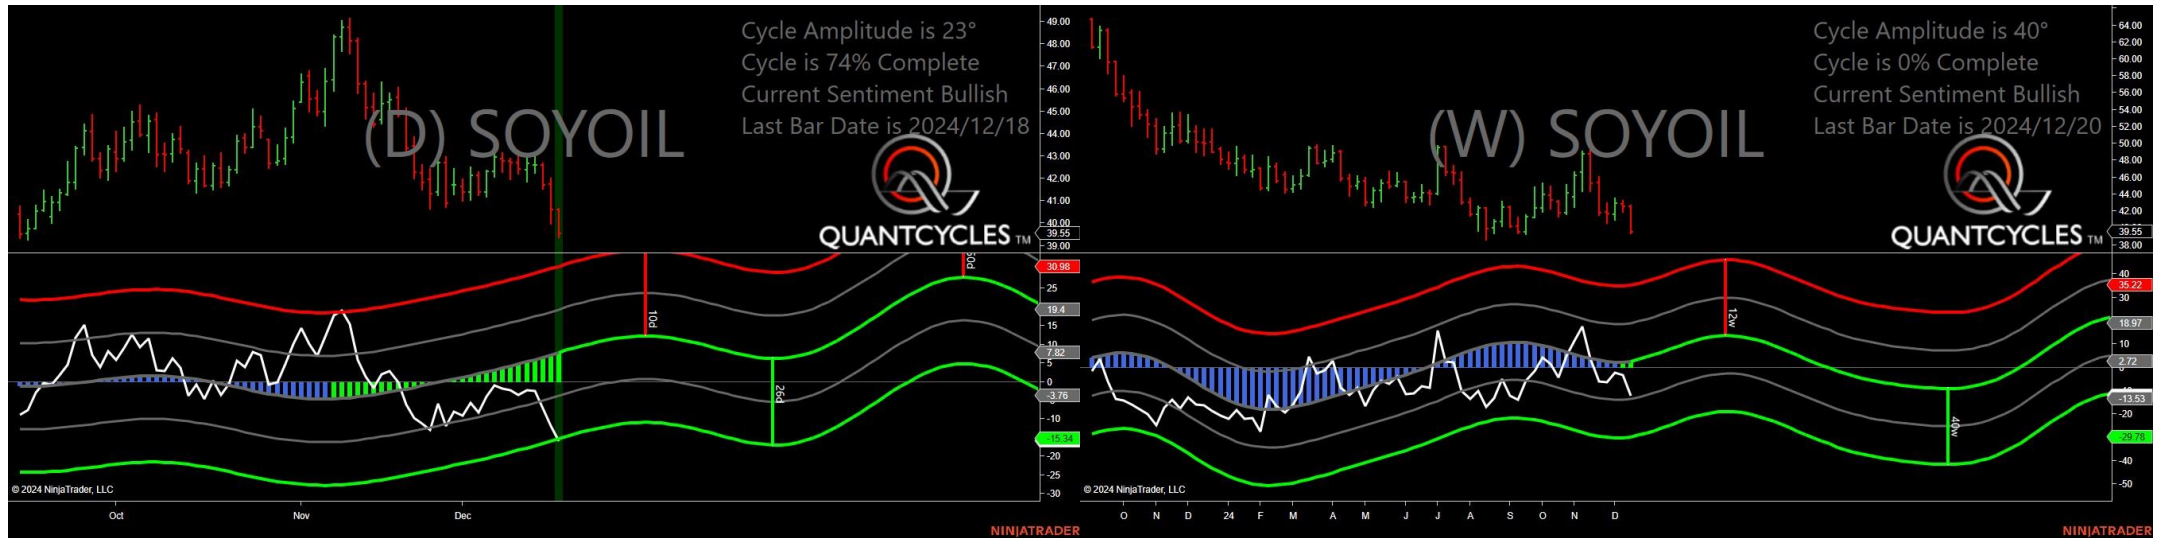 Cycle Amplitude is 23°
Cycle is 74% Complete
Current Sentiment Bullish
Last Bar Date is 2024/12/18
(D) SOYOIL
QUANTCYCLES TM
49.00
48.00
47.00
46.00
45.00
44.00
43.00
42.00
41.00
40.00
39.55
39.00
30.98
25
19.4
15
10
7.82
5
0
-3.76
-10
-15.34
-20
-25
-30
10d
26d
60d
© 2024 NinjaTrader, LLC
Oct
Nov
Dec
NINJATRADER
Cycle Amplitude is 40°
Cycle is 0% Complete
Current Sentiment Bullish
Last Bar Date is 2024/12/20
(W) SOYOIL
QUANTCYCLES TM
64.00
62.00
60.00
58.00
56.00
54.00
52.00
50.00
48.00
46.00
44.00
42.00
39.55
38.00
40
35.22
30
18.97
10
2.72
-13.53
-20
-29.78
-40
-50
12w
40w
© 2024 NinjaTrader, LLC
O N D 24 F M A M J J A S O N D
NINJATRADER